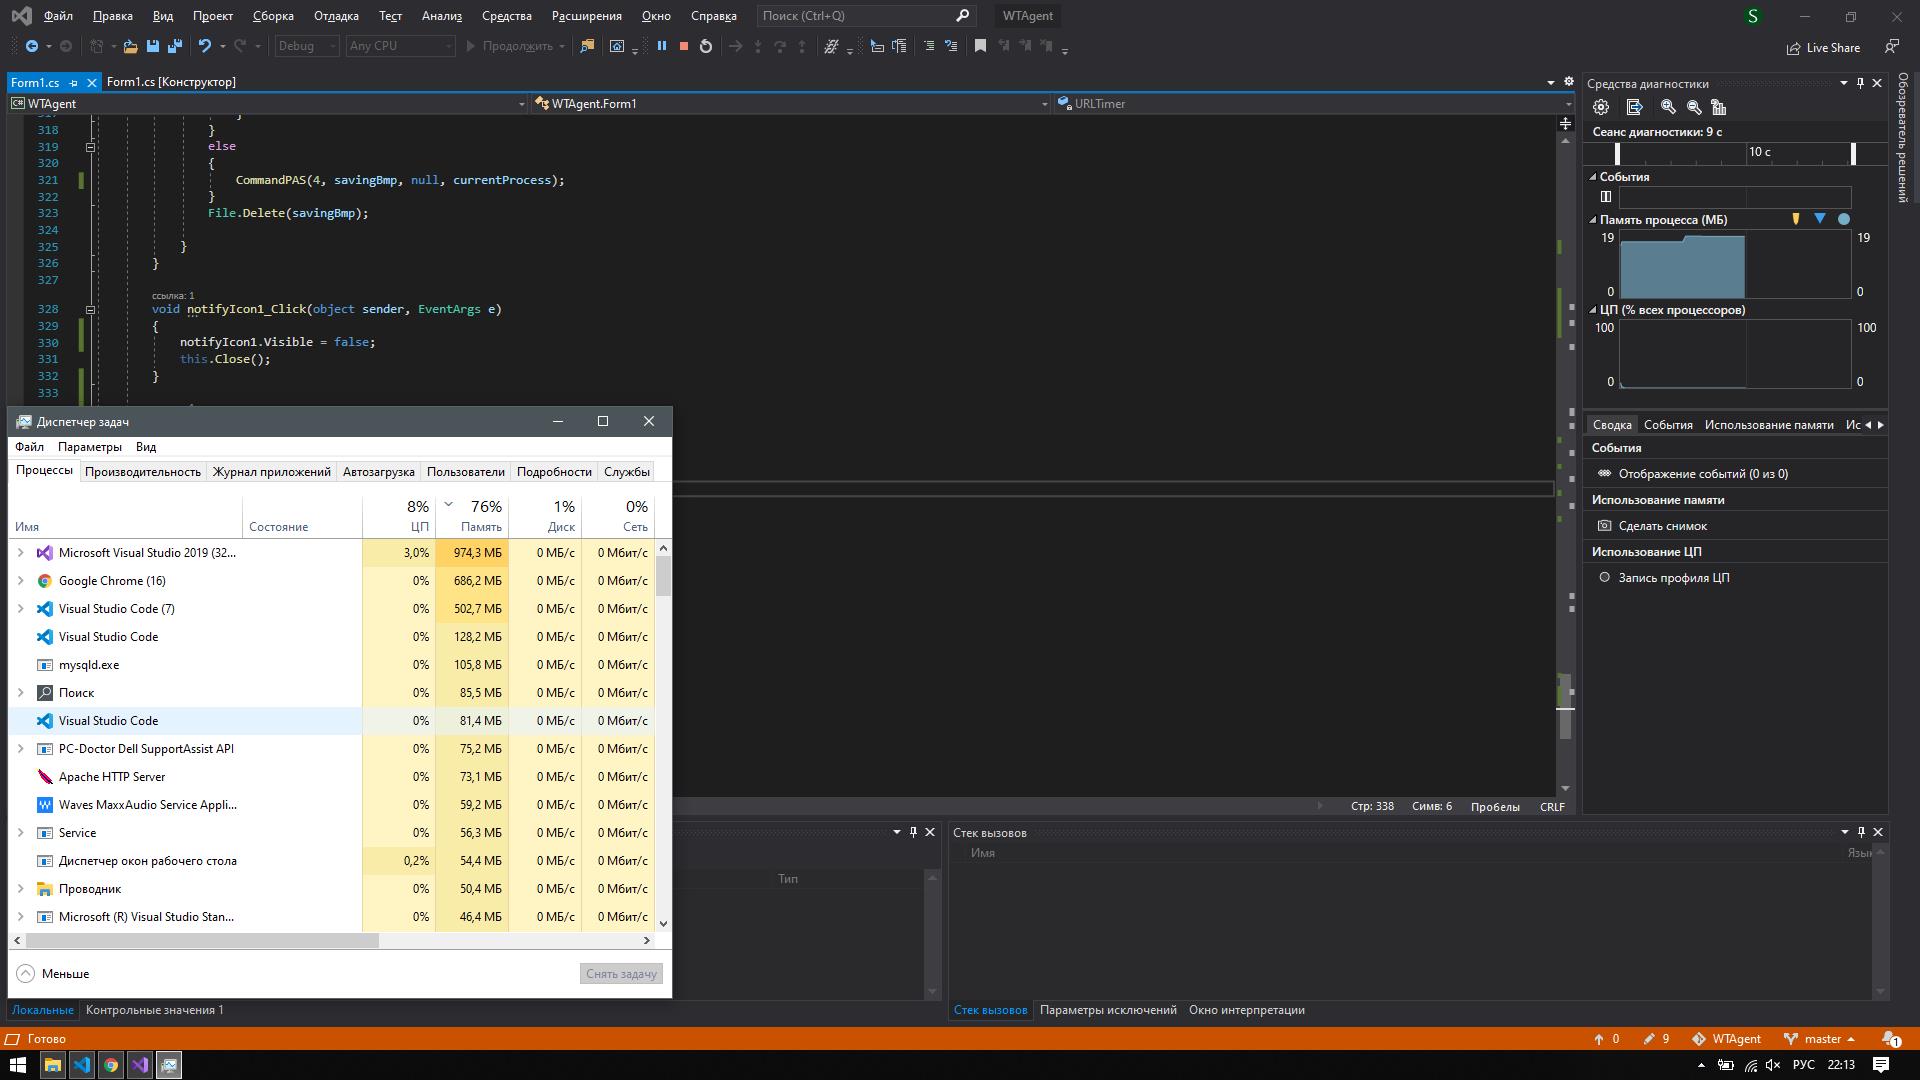 Файл Правка Вид Проект Сборка Отладка Тест Анализ Средства Расширения Окно Справка Поиск (Ctrl+Q) WTAgent S
Debug Any CPU Продолжить Live Share
Form1.cs Form1.cs [Конструктор]
WTAgent WTAgent.Form1 URLTimer
318 }
319 else
320 {
321 CommandPAS(4, savingBmp, null, currentProcess);
322 }
323 File.Delete(savingBmp);
324
325 }
326 }
327
ссылка: 1
328 void notifyIcon1_Click(object sender, EventArgs e)
329 {
330 notifyIcon1.Visible = false;
331 this.Close();
332 }
333
Диспетчер задач
Файл Параметры Вид
Процессы Производительность Журнал приложений Автозагрузка Пользователи Подробности Службы
8% 76% 1% 0%
Имя Состояние ЦП Память Диск Сеть
Microsoft Visual Studio 2019 (32... 3,0% 974,3 МБ 0 МБ/с 0 Мбит/с
Google Chrome (16) 0% 686,2 МБ 0 МБ/с 0 Мбит/с
Visual Studio Code (7) 0% 502,7 МБ 0 МБ/с 0 Мбит/с
Visual Studio Code 0% 128,2 МБ 0 МБ/с 0 Мбит/с
mysqld.exe 0% 105,8 МБ 0 МБ/с 0 Мбит/с
Поиск 0% 85,5 МБ 0 МБ/с 0 Мбит/с
Visual Studio Code 0% 81,4 МБ 0 МБ/с 0 Мбит/с
PC-Doctor Dell SupportAssist API 0% 75,2 МБ 0 МБ/с 0 Мбит/с
Apache HTTP Server 0% 73,1 МБ 0 МБ/с 0 Мбит/с
Waves MaxxAudio Service Appli... 0% 59,2 МБ 0 МБ/с 0 Мбит/с
Service 0% 56,3 МБ 0 МБ/с 0 Мбит/с
Диспетчер окон рабочего стола 0,2% 54,4 МБ 0 МБ/с 0 Мбит/с
Проводник 0% 50,4 МБ 0 МБ/с 0 Мбит/с
Microsoft (R) Visual Studio Stan... 0% 46,4 МБ 0 МБ/с 0 Мбит/с
Меньше Снять задачу
Стр: 338 Симв: 6 Пробелы CRLF
Тип
Локальные Контрольные значения 1
Стек вызовов
Имя Язык
Стек вызовов Параметры исключений Окно интерпретации
Средства диагностики
Сеанс диагностики: 9 с
10 с
События
Память процесса (МБ)
19 19
0 0
ЦП (% всех процессоров)
100 100
0 0
Сводка События Использование памяти Ис
События
Отображение событий (0 из 0)
Использование памяти
Сделать снимок
Использование ЦП
Запись профиля ЦП
Обозреватель решений
Готово 0 9 WTAgent master 1
РУС 22:13